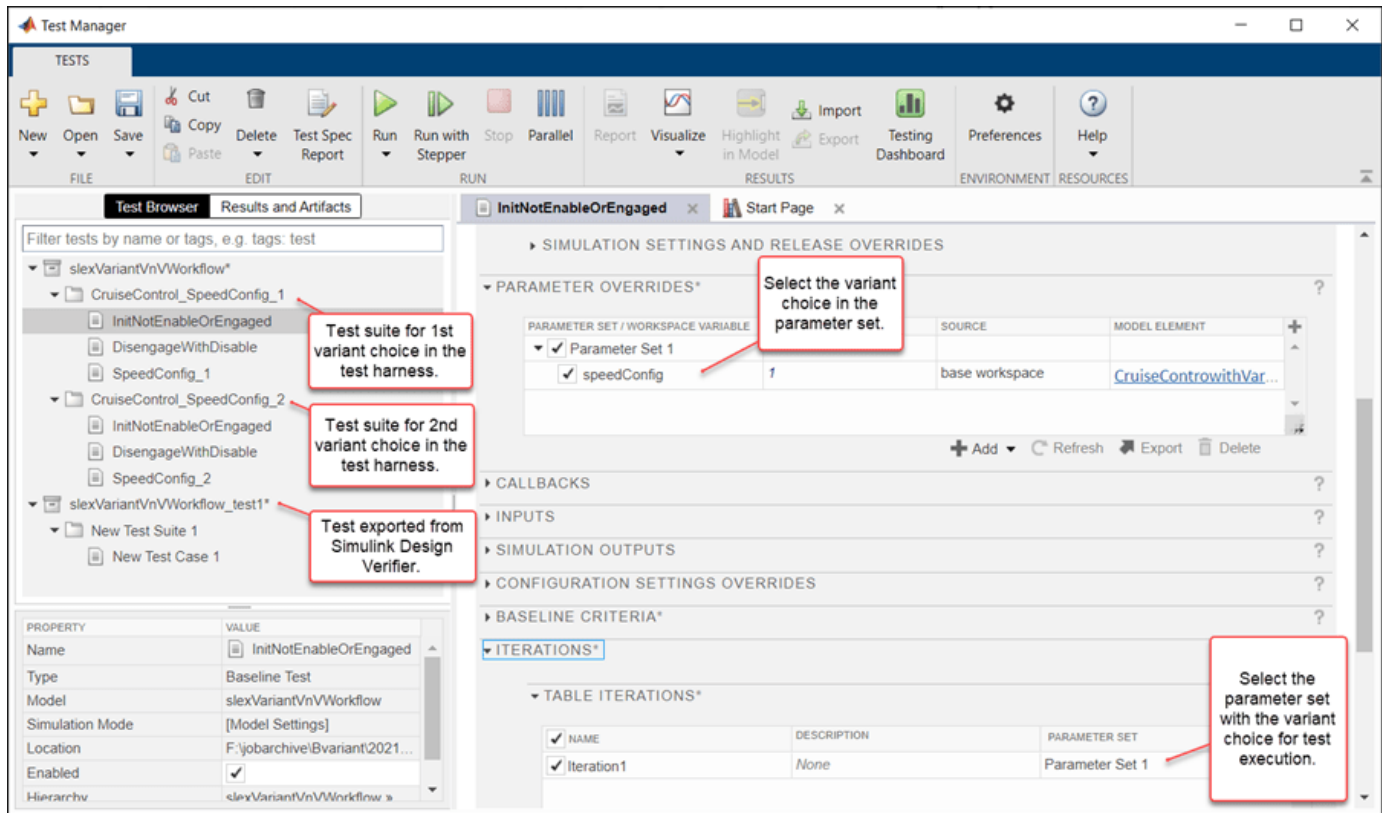 Test Manager
TESTS
New
Open
Save
Cut
Copy
Paste
Delete
Test Spec
Report
Run
Run with
Stepper
Stop
Parallel
Report
Visualize
Highlight
in Model
Import
Export
Testing
Dashboard
Preferences
Help
FILE
EDIT
RUN
RESULTS
ENVIRONMENT
RESOURCES
Test Browser
Results and Artifacts
Filter tests by name or tags, e.g. tags: test
slexVariantVnVWorkflow*
CruiseControl_SpeedConfig_1
InitNotEnableOrEngaged
DisengageWithDisable
SpeedConfig_1
CruiseControl_SpeedConfig_2
InitNotEnableOrEngaged
DisengageWithDisable
SpeedConfig_2
slexVariantVnVWorkflow_test1*
New Test Suite 1
New Test Case 1
Test suite for 1st
variant choice in the
test harness.
Test suite for 2nd
variant choice in the
test harness.
Test exported from
Simulink Design
Verifier.
PROPERTY VALUE
Name InitNotEnableOrEngaged
Type Baseline Test
Model slexVariantVnVWorkflow
Simulation Mode [Model Settings]
Location F:\jobarchive\Bvariant\2021...
Enabled
Hierarchy slexVariantVnVWorkflow »
InitNotEnableOrEngaged
Start Page
SIMULATION SETTINGS AND RELEASE OVERRIDES
PARAMETER OVERRIDES*
?
Select the variant
choice in the
parameter set.
PARAMETER SET / WORKSPACE VARIABLE SOURCE MODEL ELEMENT
Parameter Set 1
speedConfig 1 base workspace CruiseControwithVar...
Add Refresh Export Delete
CALLBACKS ?
INPUTS ?
SIMULATION OUTPUTS ?
CONFIGURATION SETTINGS OVERRIDES ?
BASELINE CRITERIA* ?
ITERATIONS*
TABLE ITERATIONS*
NAME DESCRIPTION PARAMETER SET
Iteration1 None Parameter Set 1
Select the
parameter set
with the variant
choice for test
execution.